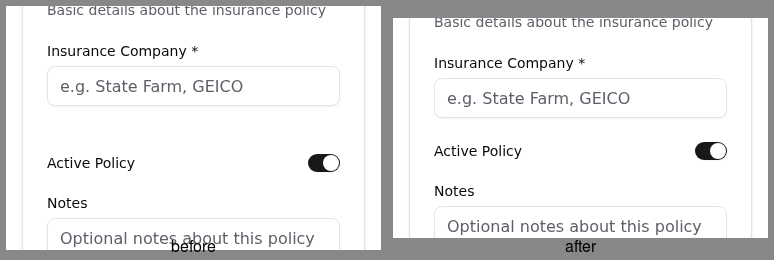 Basic details about the insurance policy
Insurance Company *
e.g. State Farm, GEICO
Active Policy
Notes
Optional notes about this policy
before
Basic details about the insurance policy
Insurance Company *
e.g. State Farm, GEICO
Active Policy
Notes
Optional notes about this policy
after